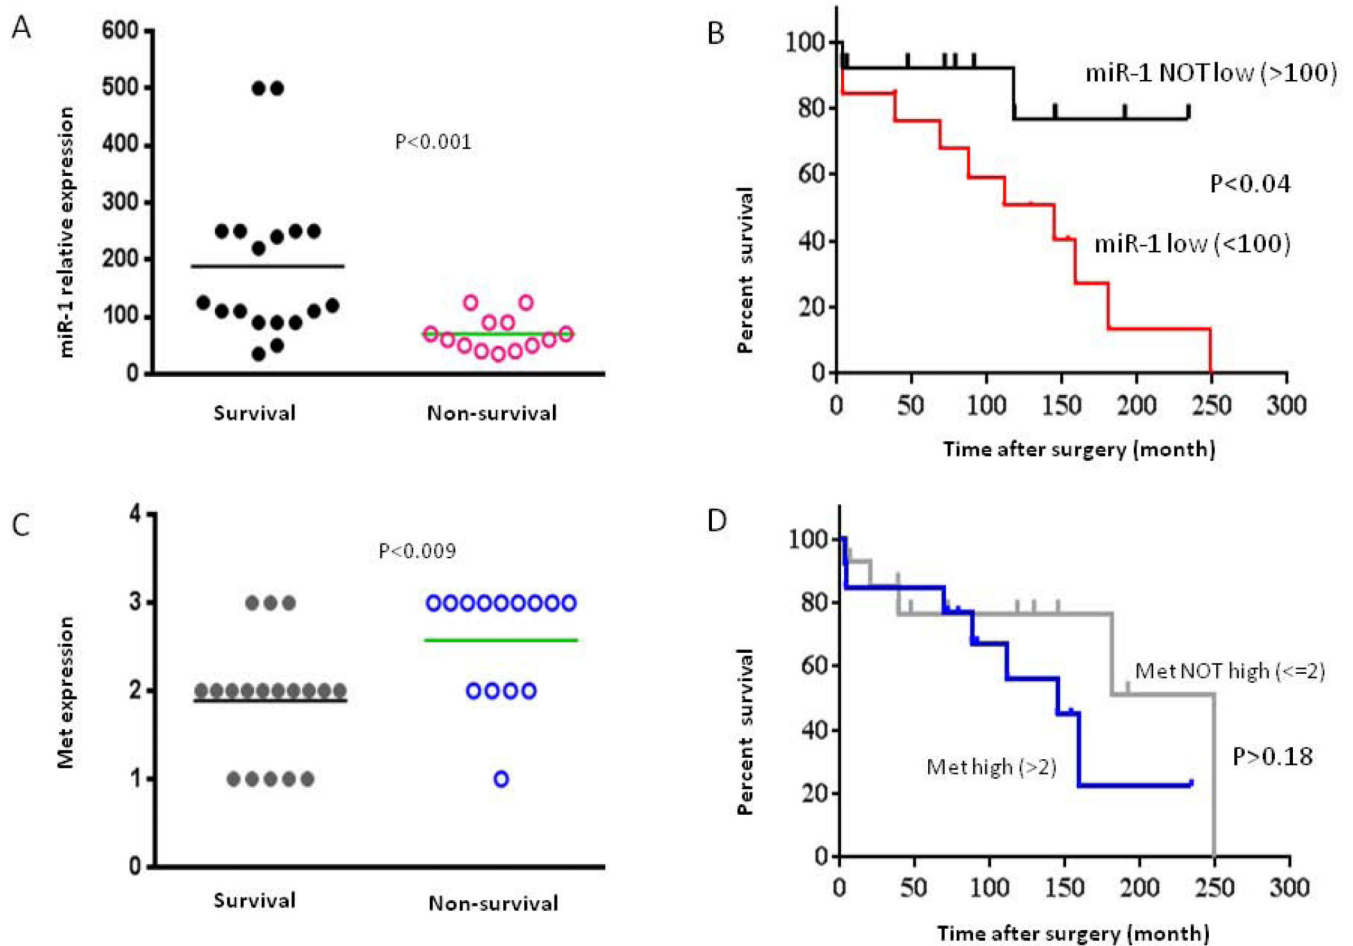 A
600
500
400
300
200
100
0
miR-1 relative expression
P<0.001
Survival
Non-survival
B
100
80
60
40
20
0
Percent survival
miR-1 NOT low (>100)
P<0.04
miR-1 low (<100)
0 50 100 150 200 250 300
Time after surgery (month)
C
4
3
2
1
0
Met expression
P<0.009
Survival
Non-survival
D
100
80
60
40
20
0
Percent survival
Met NOT high (<=2)
P>0.18
Met high (>2)
0 50 100 150 200 250 300
Time after surgery (month)